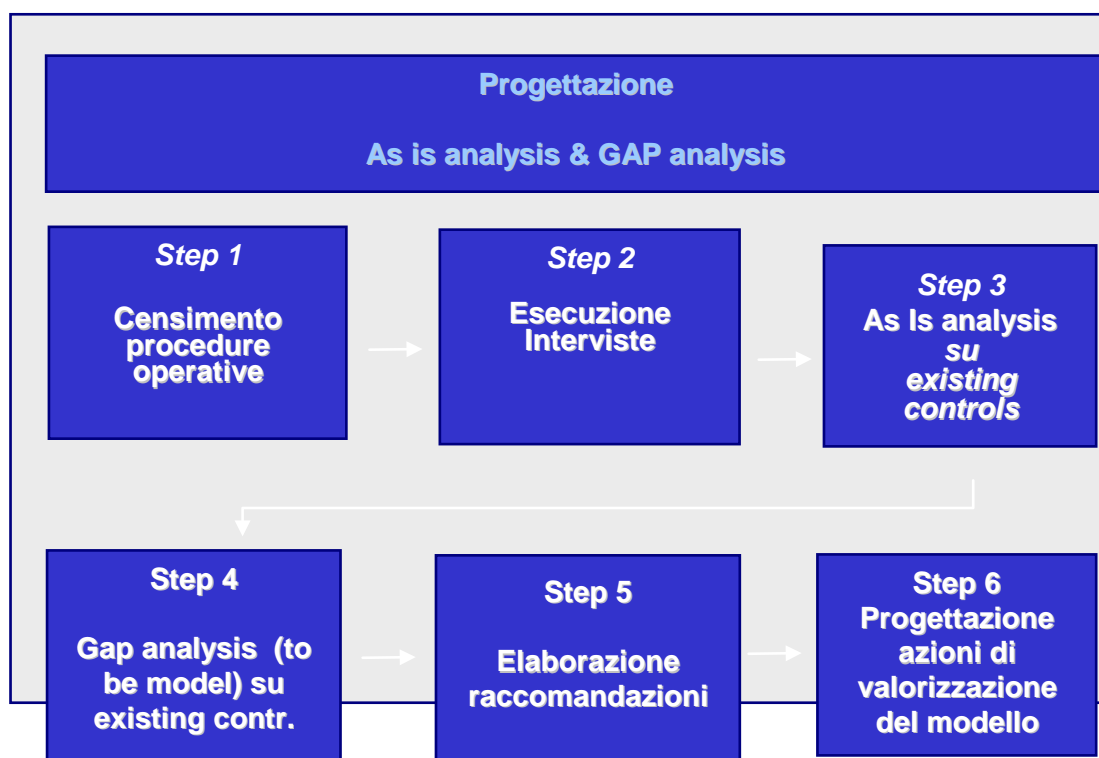 Progettazione
As is analysis & GAP analysis
Step 1
Censimento
procedure
operative
Step 2
Esecuzione
Interviste
Step 3
As Is analysis
su
existing
controls
Step 4
Gap analysis (to
be model) su
existing contr.
Step 5
Elaborazione
raccomandazioni
Step 6
Progettazione
azioni di
valorizzazione
del modello